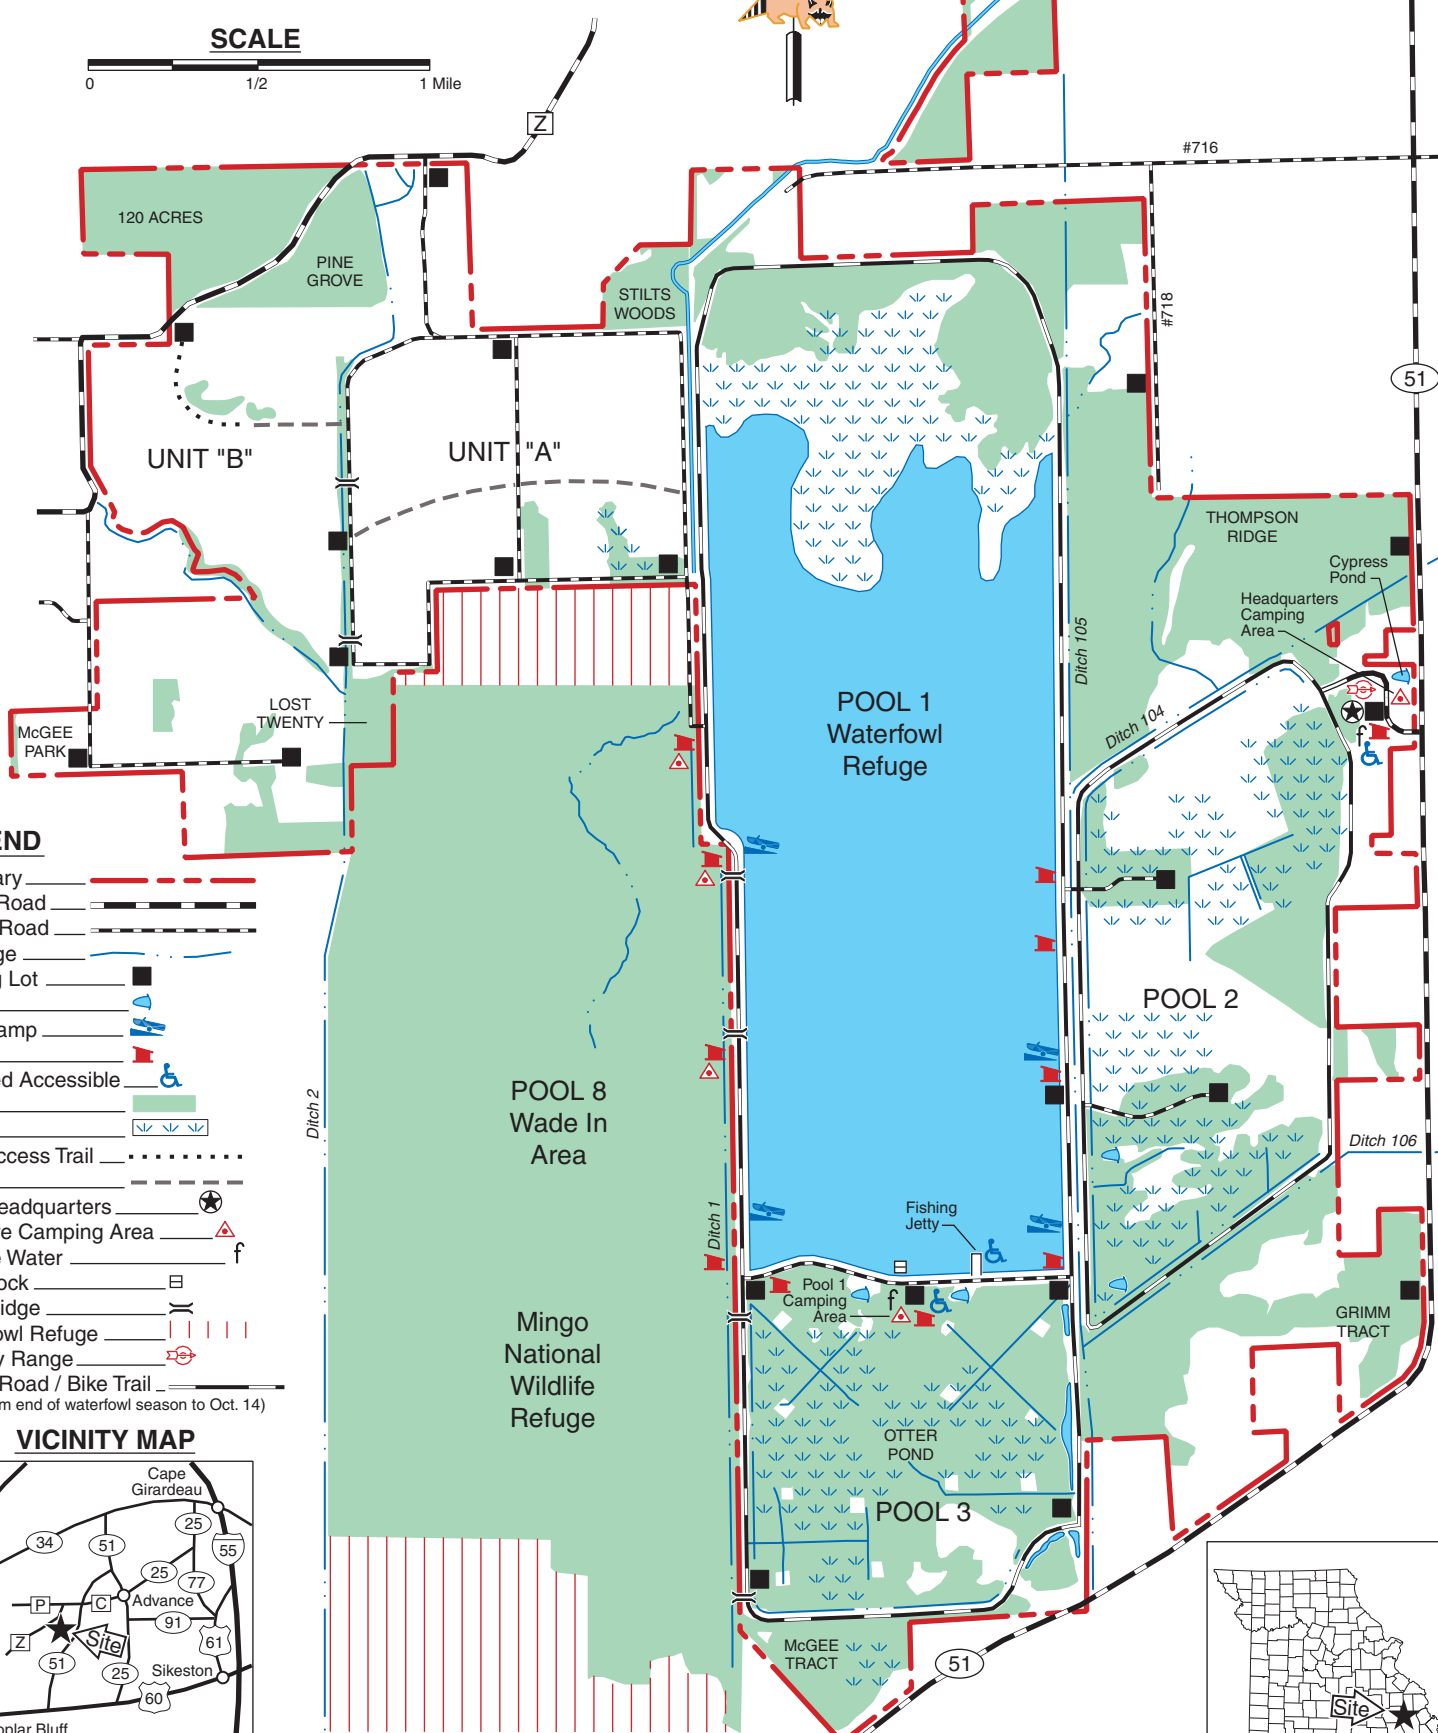 SCALE
0 1/2 1 Mile
Z
#716
120 ACRES
PINE
GROVE
STILTS
WOODS
#718
51
UNIT "B"
UNIT "A"
THOMPSON
RIDGE
Cypress
Pond
Headquarters
Camping
Area
Ditch 105
LOST
TWENTY
McGEE
PARK
POOL 1
Waterfowl
Refuge
Ditch 104
f
END
ary
Road
Road
ge
g Lot
amp
ed Accessible
ccess Trail
eadquarters
ve Camping Area
e Water f
ock
idge
owl Refuge
y Range
Road / Bike Trail
m end of waterfowl season to Oct. 14)
POOL 2
Ditch 2
POOL 8
Wade In
Area
Ditch 106
Ditch 1
Fishing
Jetty
Pool 1
Camping
Area
f
Mingo
National
Wildlife
Refuge
GRIMM
TRACT
OTTER
POND
POOL 3
McGEE
TRACT
51
VICINITY MAP
Cape
Girardeau
25
34
51
55
25
77
P
C
Advance
91
Z
Site
61
51
25
Sikeston
60
oplar Bluff
Site